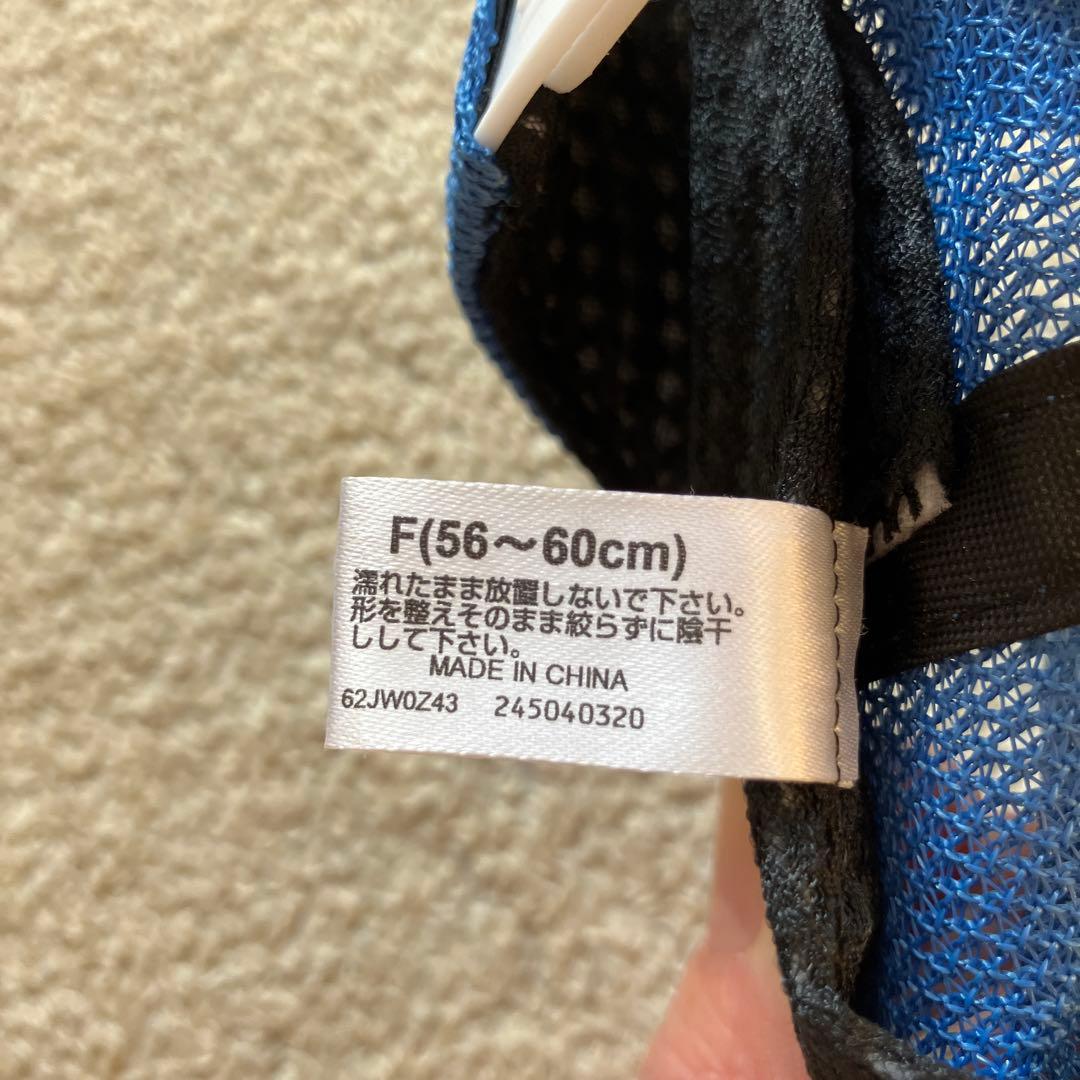 F(56～60cm)
濡れたまま放置しないで下さい。
形を整えそのまま絞らずに陰干
ししして下さい。
MADE IN CHINA
62JW0Z43 245040320